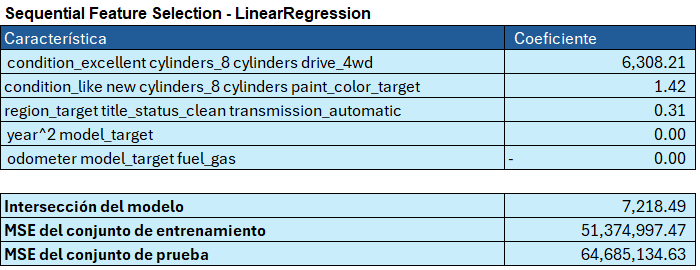 Sequential Feature Selection - LinearRegression
Característica Coeficiente
condition_excellent cylinders_8 cylinders drive_4wd 6,308.21
condition_like new cylinders_8 cylinders paint_color_target 1.42
region_target title_status_clean transmission_automatic 0.31
year^2 model_target 0.00
odometer model_target fuel_gas - 0.00
Intersección del modelo 7,218.49
MSE del conjunto de entrenamiento 51,374,997.47
MSE del conjunto de prueba 64,685,134.63